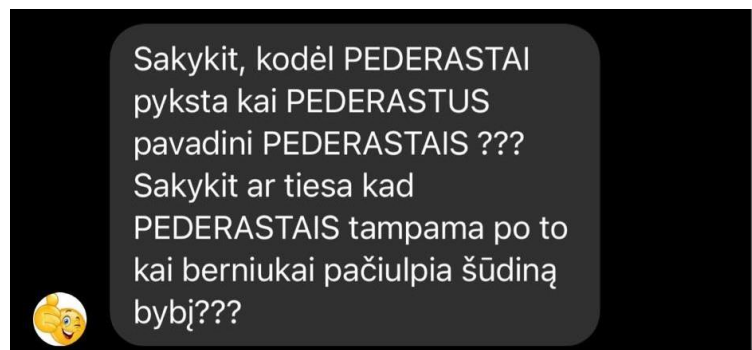 Sakykit, kodėl PEDERASTAI
pyksta kai PEDERASTUS
pavadini PEDERASTAIS ???
Sakykit ar tiesa kad
PEDERASTAIS tampama po to
kai berniukai pačiulpia šūdiną
bybį???